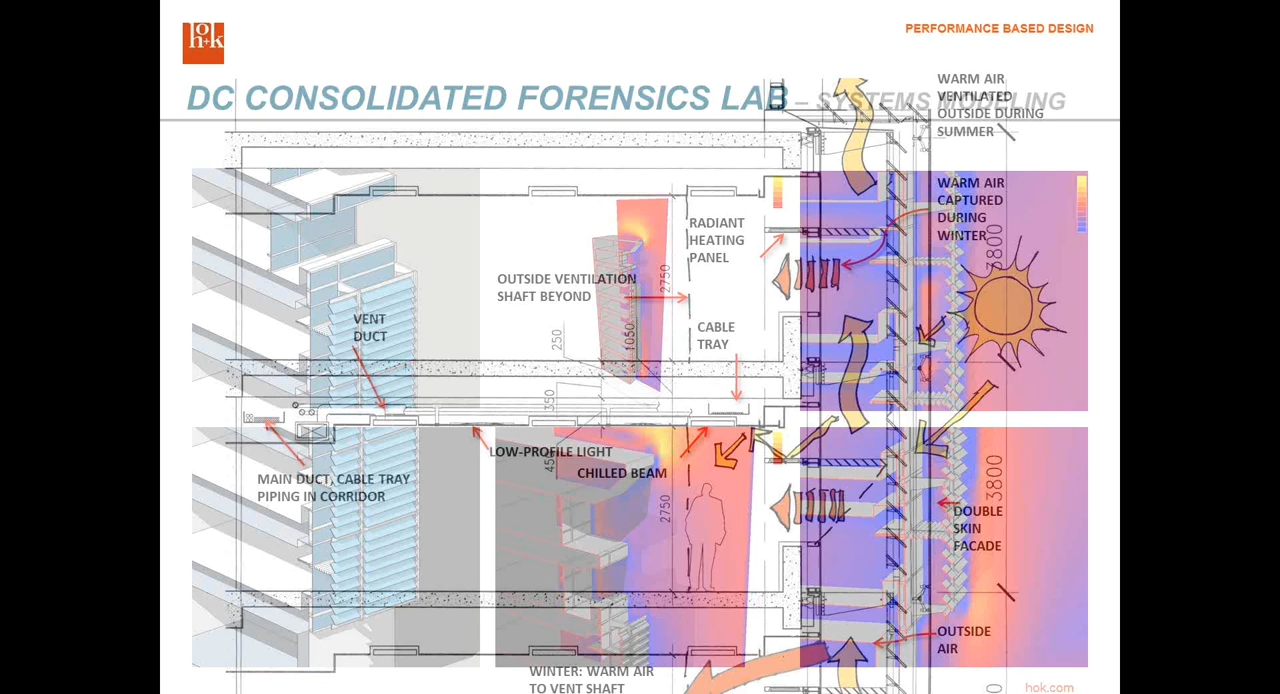 ho
h+k
PERFORMANCE BASED DESIGN
DC CONSOLIDATED FORENSICS LAB – SYSTEMS MODELING
WARM AIR
VENTILATED
OUTSIDE DURING
SUMMER
WARM AIR
CAPTURED
DURING
WINTER
3800
RADIANT
HEATING
PANEL
OUTSIDE VENTILATION
SHAFT BEYOND
2750
CABLE
TRAY
VENT
DUCT
250
1050
350
LOW-PROFILE LIGHT
450
CHILLED BEAM
MAIN DUCT, CABLE TRAY
PIPING IN CORRIDOR
2750
3800
DOUBLE
SKIN
FACADE
OUTSIDE
AIR
WINTER: WARM AIR
TO VENT SHAFT
hok.com